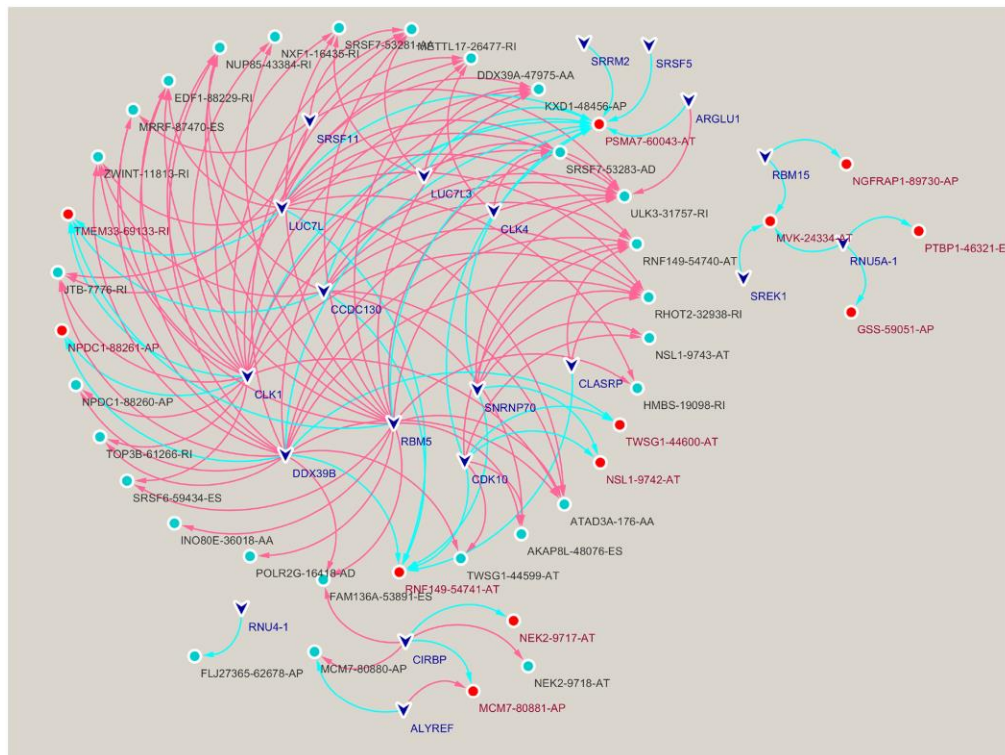 METTL17-26477-RI
SRSF7-53281-AA
NXF1-16435-RI
NUP85-43384-RI
SRRM2
SRSF5
DDX39A-47975-AA
EDF1-88229-RI
KXD1-48456-AP
ARGLU1
MRRF-87470-ES
SRSF11
PSMA7-60043-AT
SRSF7-53283-AD
RBM15
NGFRAP1-89730-AP
ZWINT-11813-RI
LUC7L3
ULK3-31757-RI
LUC7L
CLK4
TMEM33-69133-RI
MVK-24334-AT
PTBP1-46321-E
RNF149-54740-AT
RNU5A-1
JTB-7776-RI
CCDC130
RHOT2-32938-RI
SREK1
GSS-59051-AP
NPDC1-88261-AP
NSL1-9743-AT
CLASRP
CLK1
SNRNP70
HMBS-19098-RI
NPDC1-88260-AP
RBM5
TWSG1-44600-AT
TOP3B-61266-RI
DDX39B
CDK10
NSL1-9742-AT
SRSF6-59434-ES
ATAD3A-176-AA
INO80E-36018-AA
AKAP8L-48076-ES
POLR2G-16418-AD
TWSG1-44599-AT
RNF149-54741-AT
FAM136A-53891-ES
RNU4-1
NEK2-9717-AT
CIRBP
FLJ27365-62678-AP
MCM7-80880-AP
NEK2-9718-AT
MCM7-80881-AP
ALYREF